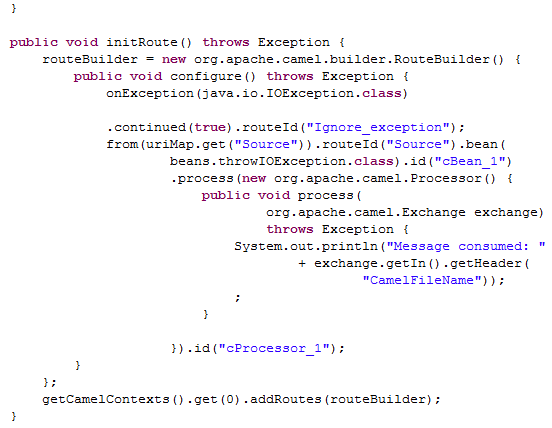 }
public void initRoute() throws Exception {
routeBuilder = new org.apache.camel.builder.RouteBuilder() {
public void configure() throws Exception {
onException(java.io.IOException.class)
.continued(true).routeId("Ignore_exception");
from(uriMap.get("Source")).routeId("Source").bean(
beans.throwIOException.class).id("cBean_1")
.process(new org.apache.camel.Processor() {
public void process(
org.apache.camel.Exchange exchange)
throws Exception {
System.out.println("Message consumed: "
+ exchange.getIn().getHeader(
"CamelFileName"));
;
}
}).id("cProcessor_1");
}
};
getCamelContexts().get(0).addRoutes(routeBuilder);
}